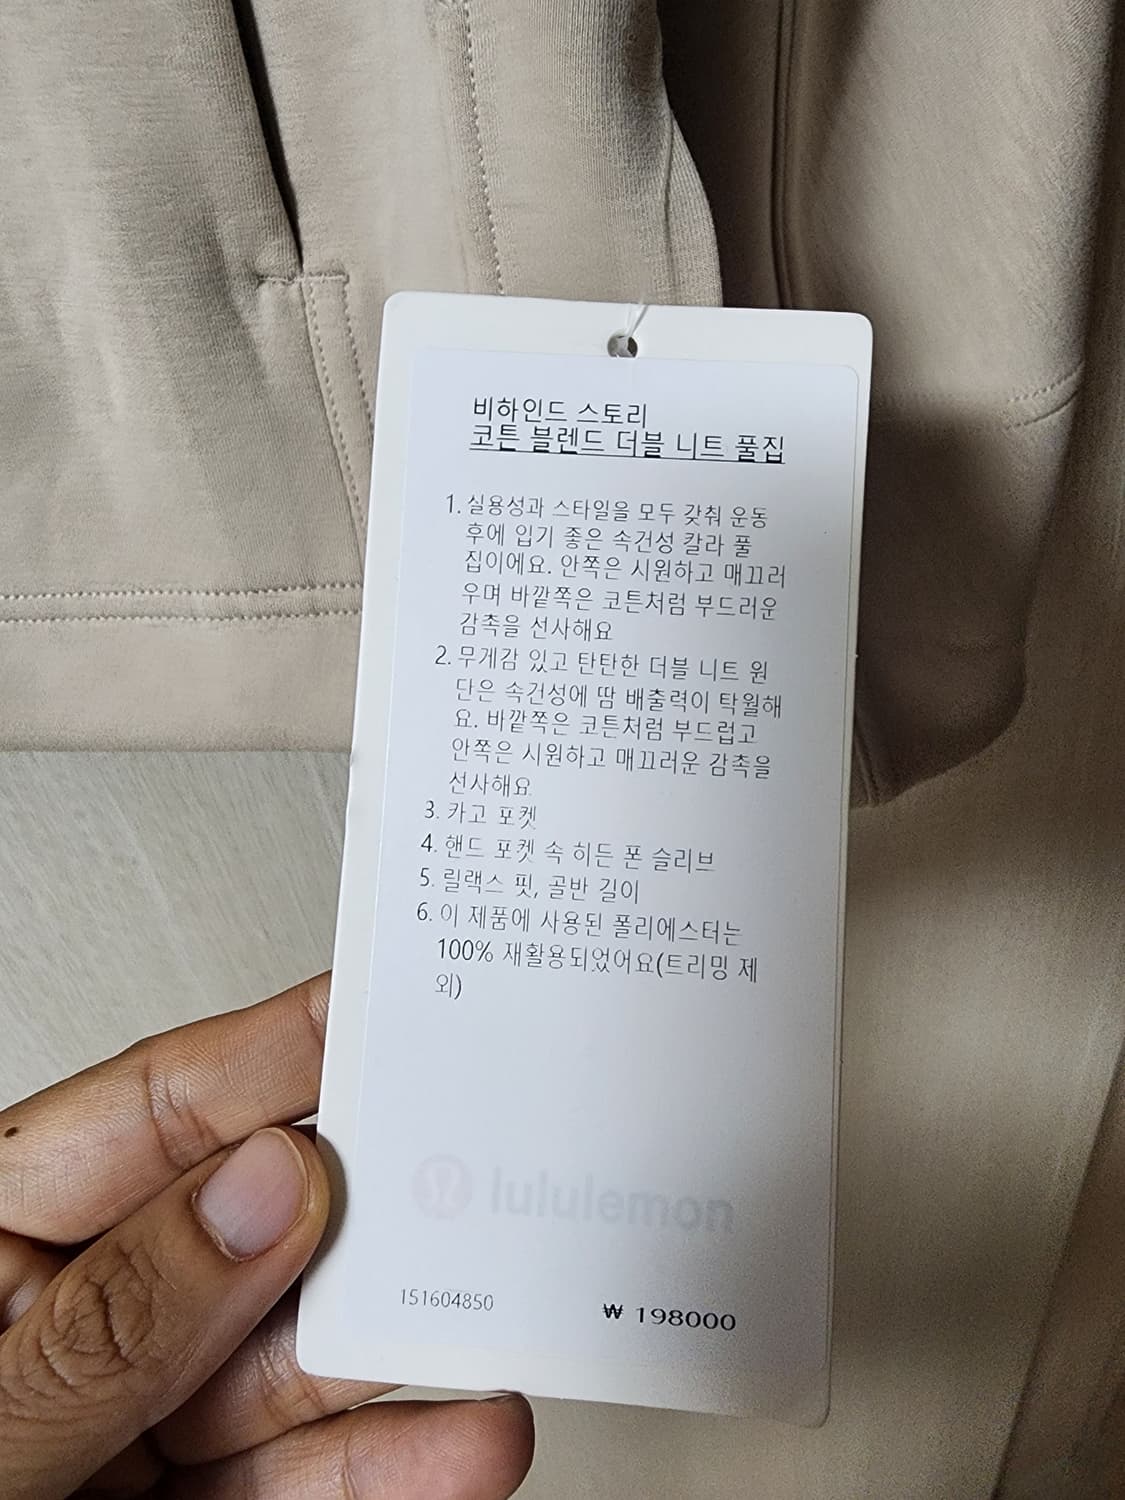 비하인드 스토리
코튼 블렌드 더블 니트 풀집
1. 실용성과 스타일을 모두 갖춰 운동
후에 입기 좋은 속건성 칼라 풀
집이에요. 안쪽은 시원하고 매끄러
우며 바깥쪽은 코튼처럼 부드러운
감촉을 선사해요
2. 무게감 있고 탄탄한 더블 니트 원
단은 속건성에 땀 배출력이 탁월해
요. 바깥쪽은 코튼처럼 부드럽고
안쪽은 시원하고 매끄러운 감촉을
선사해요
3. 카고 포켓
4. 핸드 포켓 속 히든 폰 슬리브
5. 릴랙스 핏, 골반 길이
6. 이 제품에 사용된 폴리에스터는
100% 재활용되었어요(트리밍 제
외)
lululemon
151604850
₩ 198000